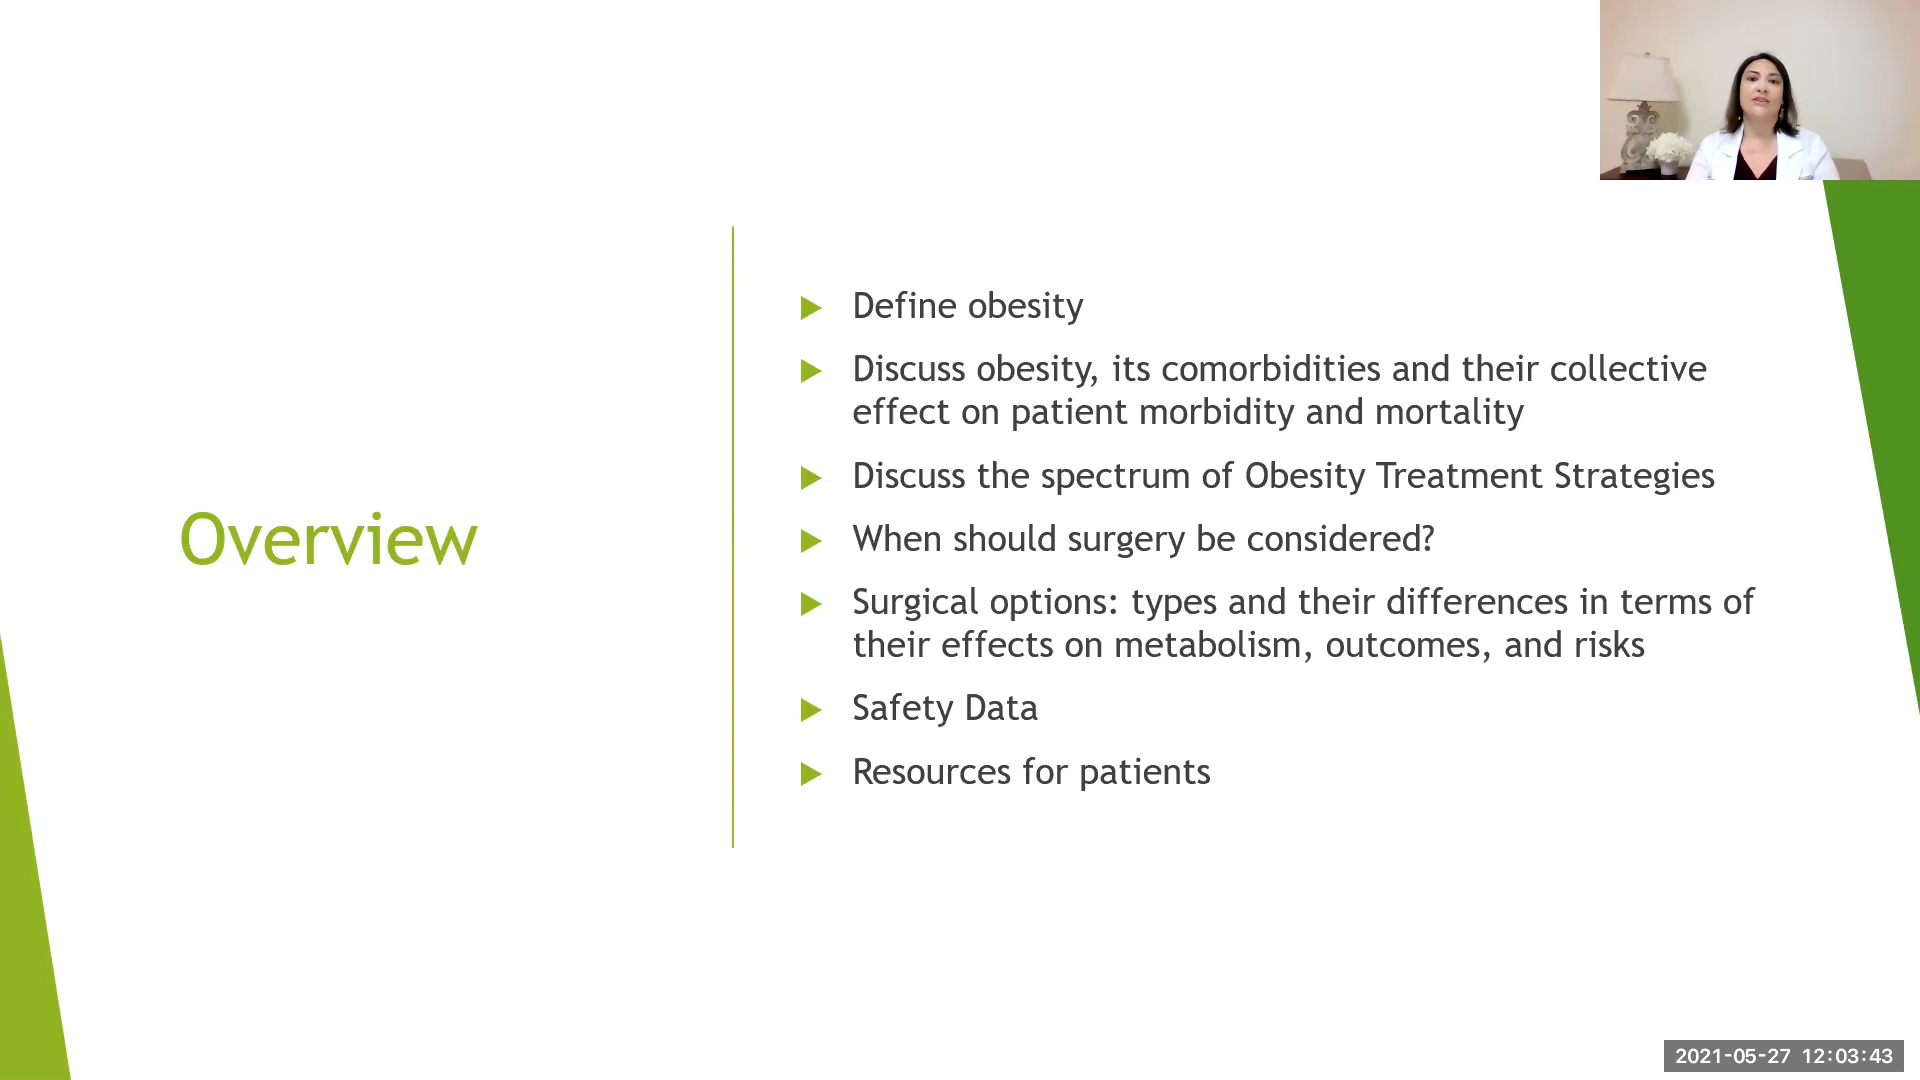 Overview
Define obesity
Discuss obesity, its comorbidities and their collective
effect on patient morbidity and mortality
Discuss the spectrum of Obesity Treatment Strategies
When should surgery be considered?
Surgical options: types and their differences in terms of
their effects on metabolism, outcomes, and risks
Safety Data
Resources for patients
2021-05-27 12:03:43